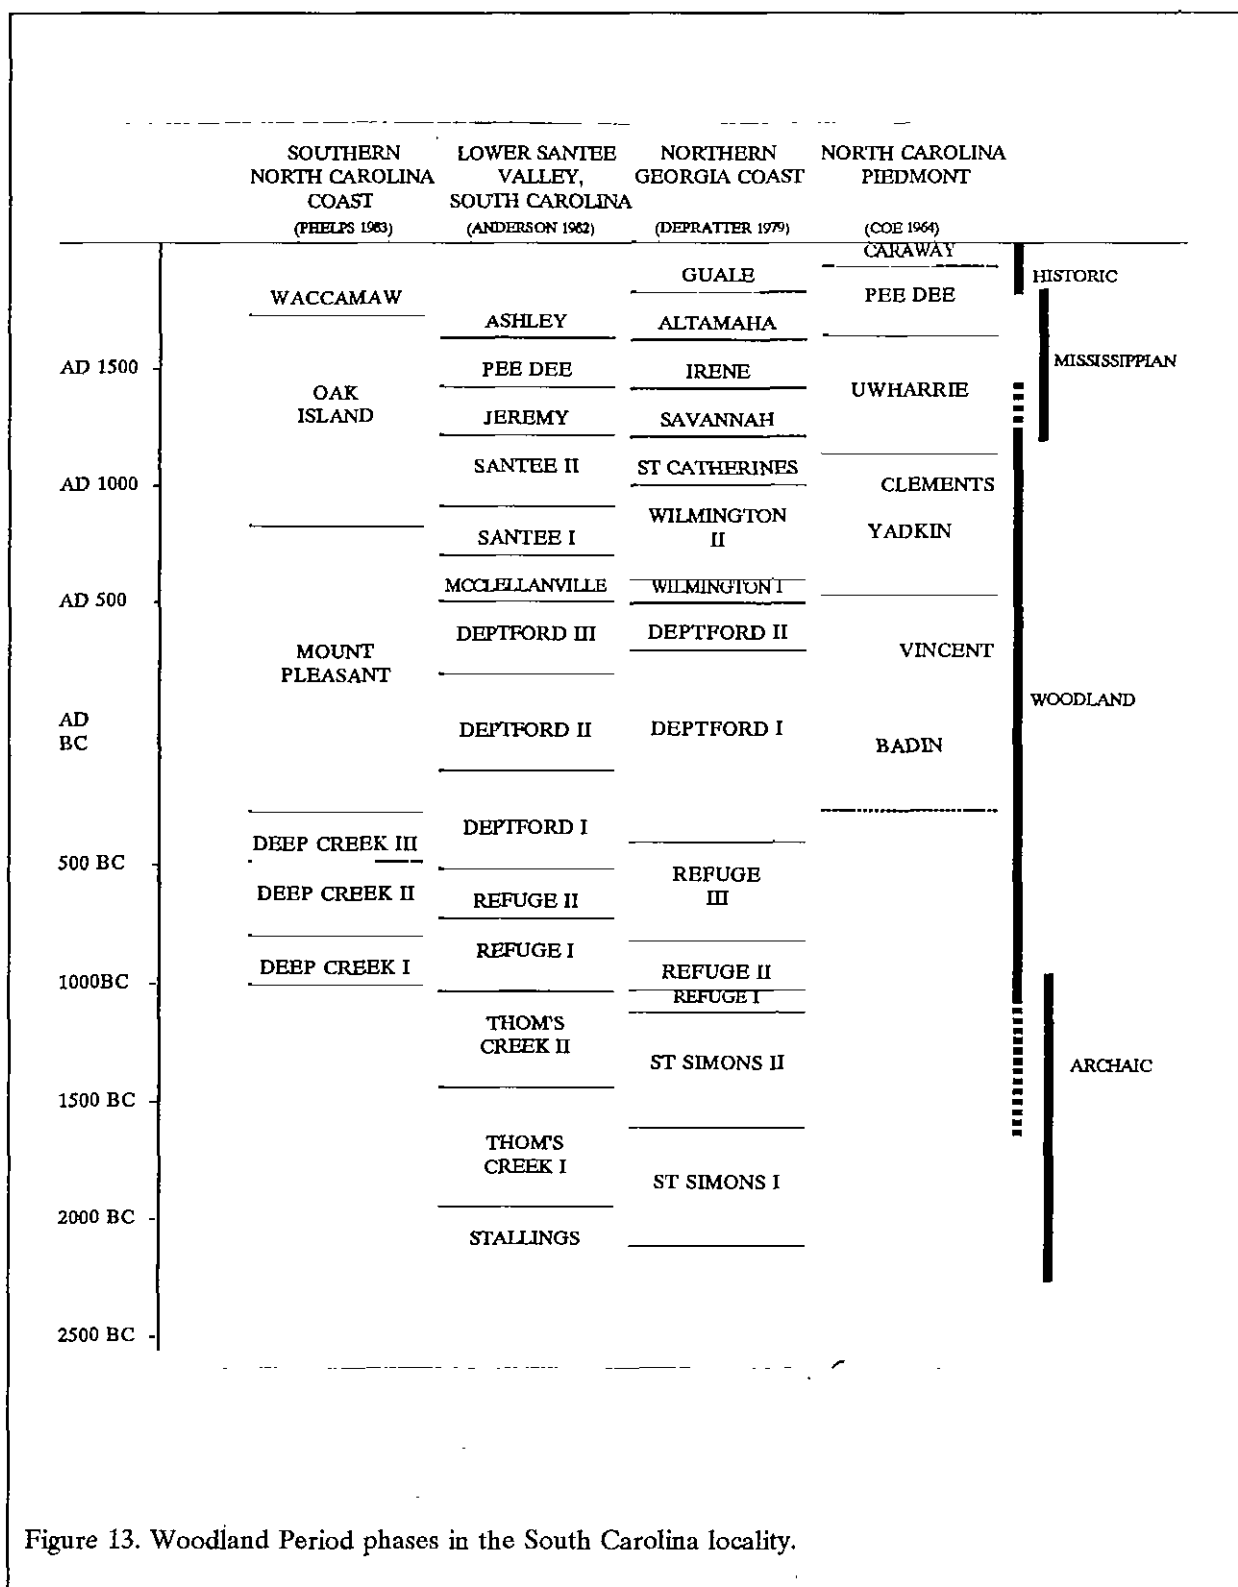 SOUTHERN
NORTH CAROLINA
COAST
(PHELPS 1983)
LOWER SANTEE
VALLEY,
SOUTH CAROLINA
(ANDERSON 1982)
NORTHERN
GEORGIA COAST
(DEPRATTER 1979)
NORTH CAROLINA
PIEDMONT
(COE 1964)
AD 1500
AD 1000
AD 500
AD
BC
500 BC
1000BC
1500 BC
2000 BC
2500 BC
WACCAMAW
OAK
ISLAND
MOUNT
PLEASANT
DEEP CREEK III
DEEP CREEK II
DEEP CREEK I
ASHLEY
PEE DEE
JEREMY
SANTEE II
SANTEE I
MCCLELLANVILLE
DEPTFORD III
DEPTFORD II
DEPTFORD I
REFUGE II
REFUGE I
THOM'S
CREEK II
THOM'S
CREEK I
STALLINGS
GUALE
ALTAMAHA
IRENE
SAVANNAH
ST CATHERINES
WILMINGTON
II
WILMINGTON I
DEPTFORD II
DEPTFORD I
REFUGE
III
REFUGE II
REFUGE I
ST SIMONS II
ST SIMONS I
CARAWAY
PEE DEE
UWHARRIE
CLEMENTS
YADKIN
VINCENT
BADIN
HISTORIC
MISSISSIPPIAN
WOODLAND
ARCHAIC
Figure 13. Woodland Period phases in the South Carolina locality.